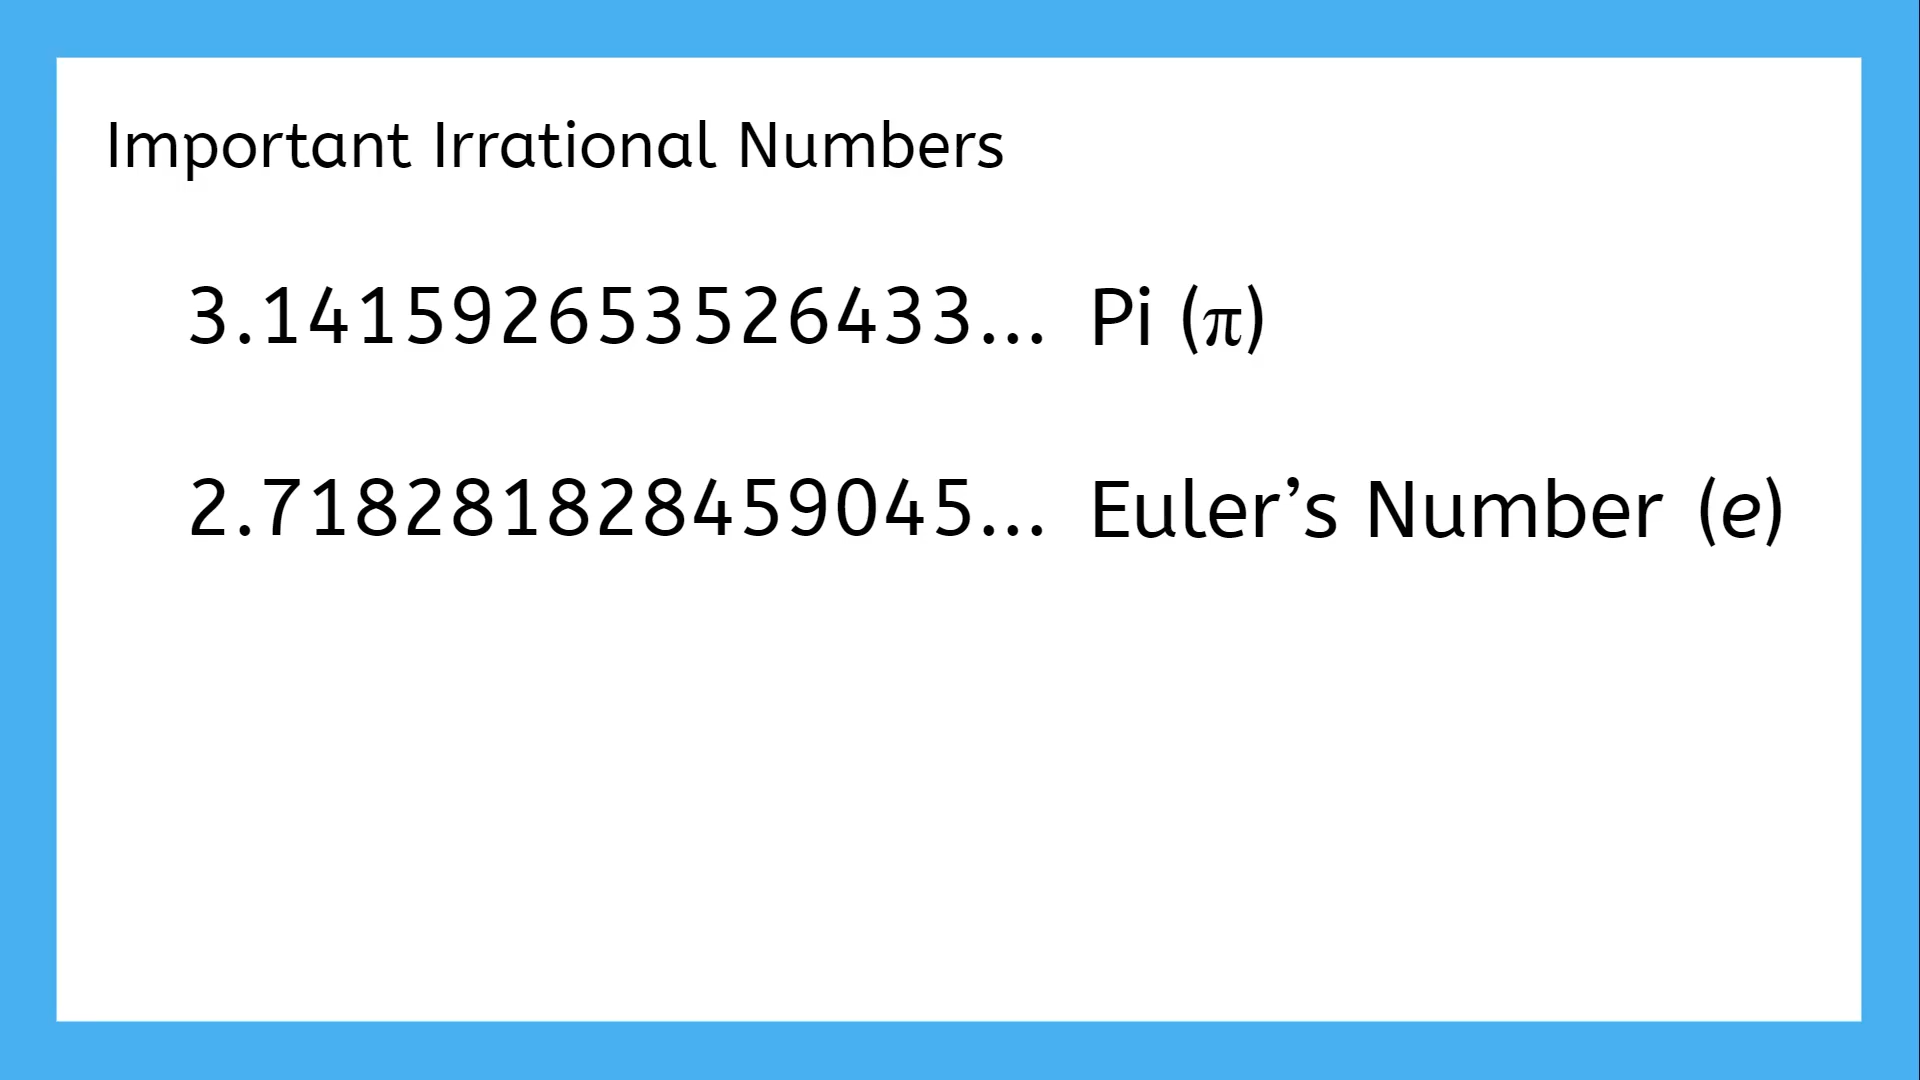 Important Irrational Numbers
3.141592653526433... Pi (π)
2.718281828459045... Euler’s Number (e)